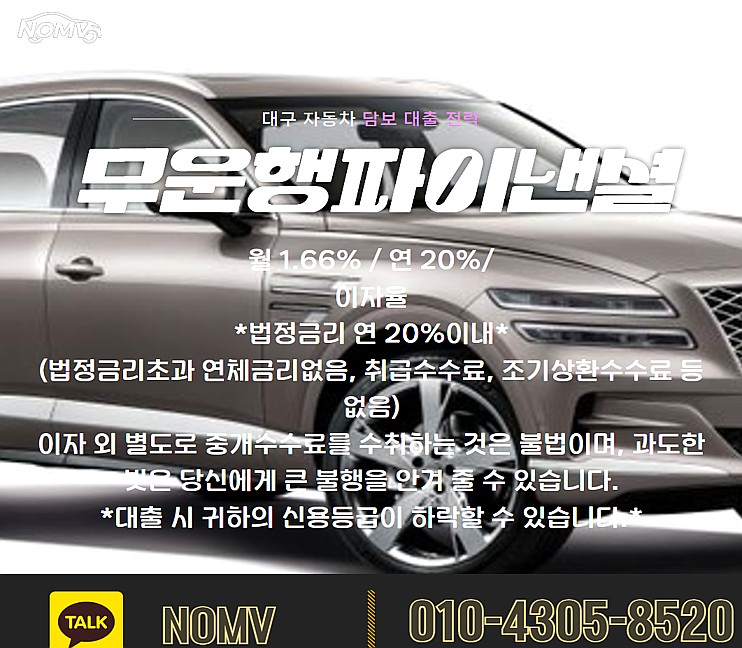 NOMV
대구 자동차 담보 대출 전략
무운행파이낸셜
월 1.66% / 연 20%/
이자율
*법정금리 연 20%이내*
(법정금리초과 연체금리없음, 취급수수료, 조기상환수수료 등
없음)
이자 외 별도로 중개수수료를 수취하는 것은 불법이며, 과도한
빚은 당신에게 큰 불행을 안겨 줄 수 있습니다.
*대출 시 귀하의 신용등급이 하락할 수 있습니다.*
TALK NOMV 010-4305-8520